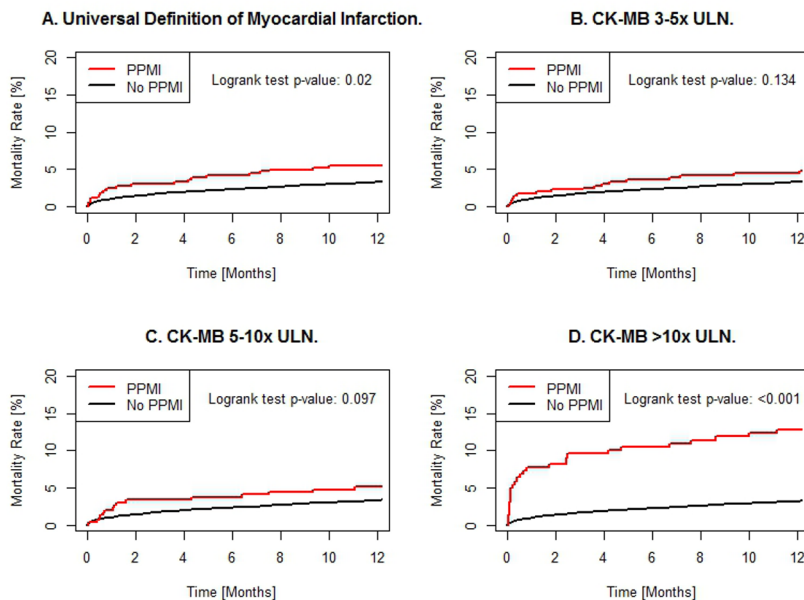 A. Universal Definition of Myocardial Infarction.
20
15
10
5
0
Mortality Rate [%]
PPMI
No PPMI
Logrank test p-value: 0.02
0 2 4 6 8 10 12
Time [Months]
B. CK-MB 3-5x ULN.
20
15
10
5
0
Mortality Rate [%]
PPMI
No PPMI
Logrank test p-value: 0.134
0 2 4 6 8 10 12
Time [Months]
C. CK-MB 5-10x ULN.
20
15
10
5
0
Mortality Rate [%]
PPMI
No PPMI
Logrank test p-value: 0.097
0 2 4 6 8 10 12
Time [Months]
D. CK-MB >10x ULN.
20
15
10
5
0
Mortality Rate [%]
PPMI
No PPMI
Logrank test p-value: <0.001
0 2 4 6 8 10 12
Time [Months]